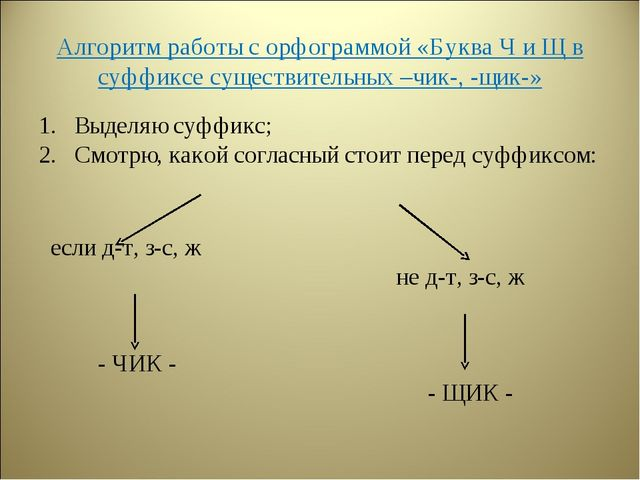 Алгоритм работы с орфограммой «Буква Ч и Щ в
суффиксе существительных –чик-, -щик-»
1. Выделяю суффикс;
2. Смотрю, какой согласный стоит перед суффиксом:
если д-т, з-с, ж
не д-т, з-с, ж
- ЧИК -
- ЩИК -